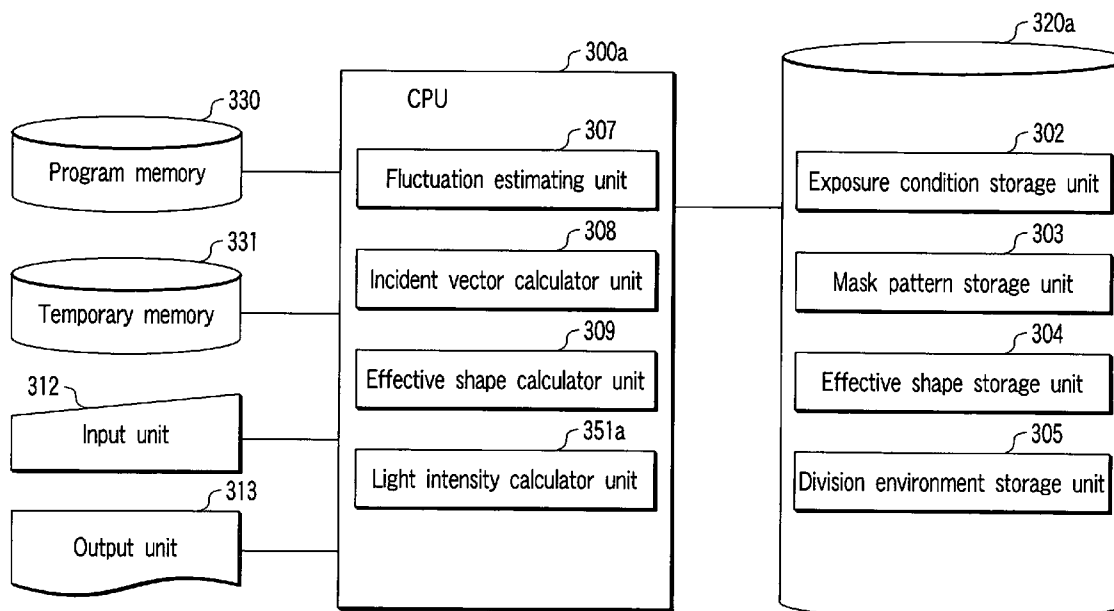 330
Program memory
331
Temporary memory
312
Input unit
313
Output unit
300a
CPU
307
Fluctuation estimating unit
308
Incident vector calculator unit
309
Effective shape calculator unit
351a
Light intensity calculator unit
320a
302
Exposure condition storage unit
303
Mask pattern storage unit
304
Effective shape storage unit
305
Division environment storage unit